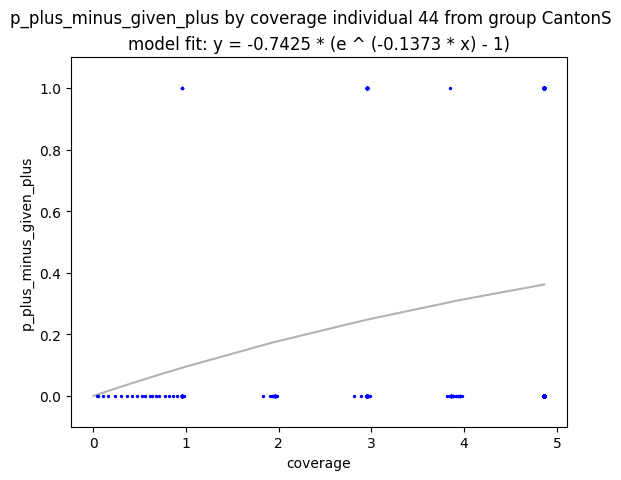 p_plus_minus_given_plus by coverage individual 44 from group CantonS
model fit: y = -0.7425 * (e ^ (-0.1373 * x) - 1)
1.0
0.8
0.6
0.4
0.2
0.0
p_plus_minus_given_plus
0 1 2 3 4 5
coverage